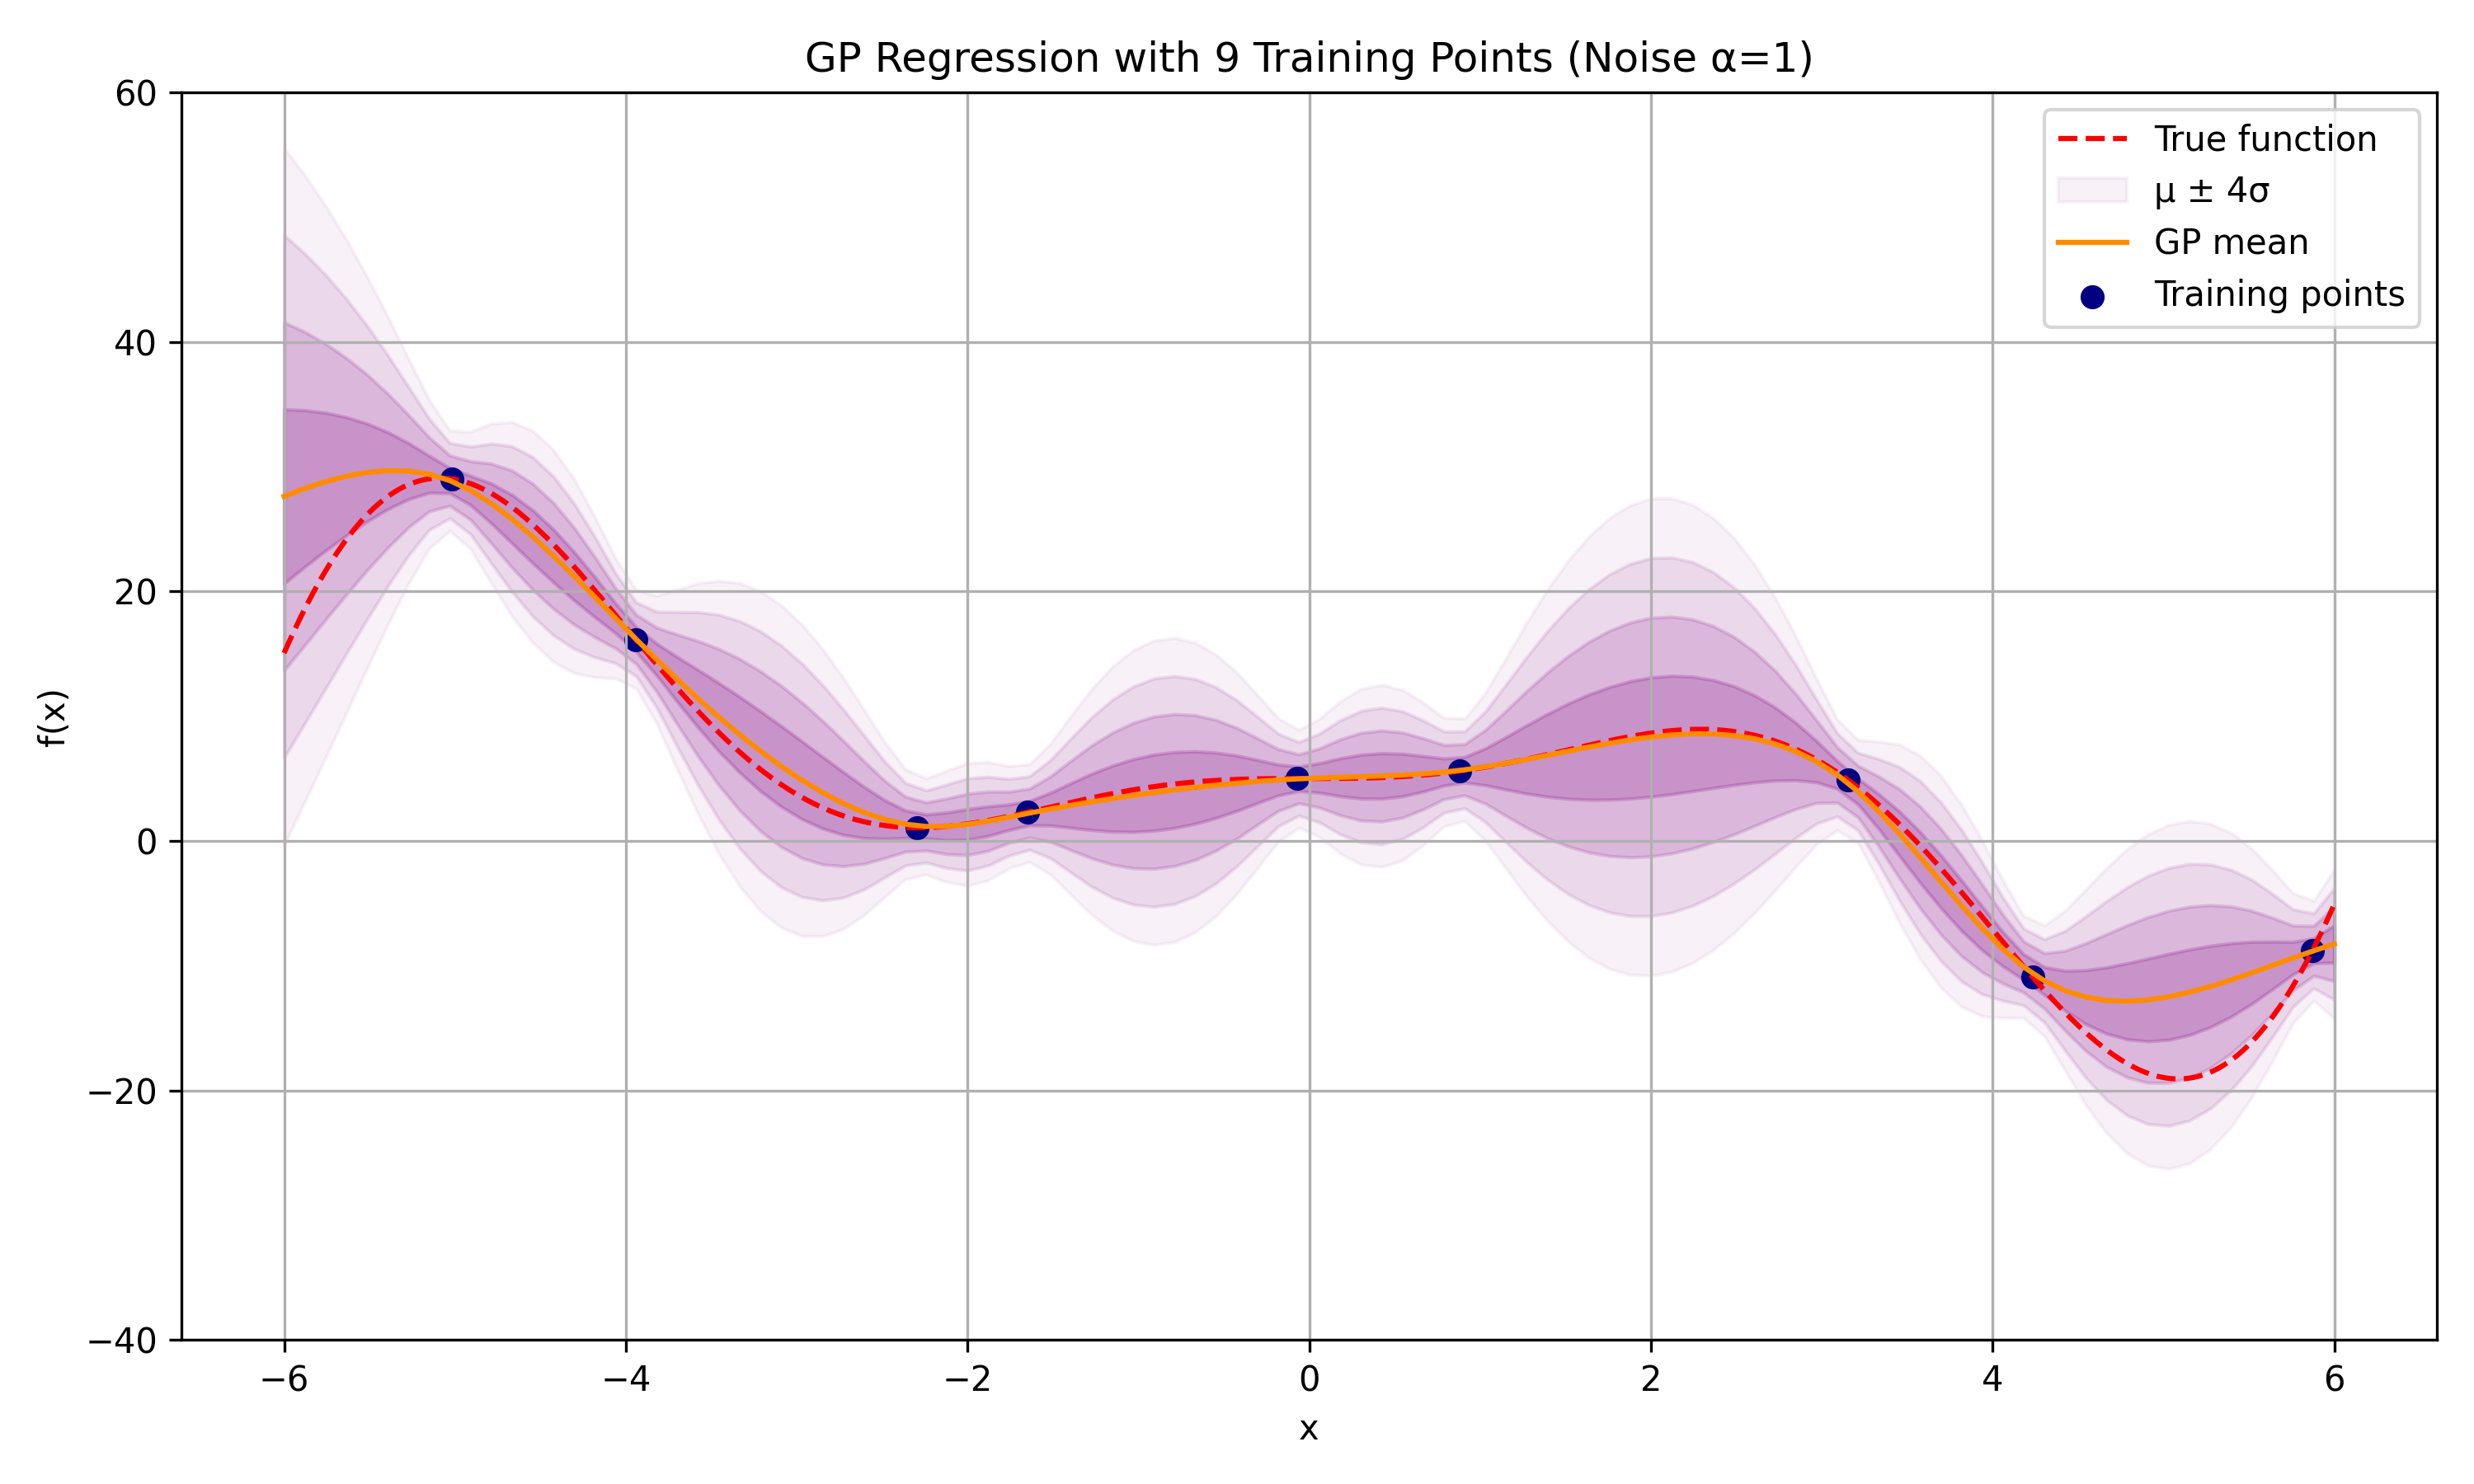 GP Regression with 9 Training Points (Noise α=1)
60
40
20
0
−20
−40
f(x)
True function
μ ± 4σ
GP mean
Training points
−6
−4
−2
0
2
4
6
x